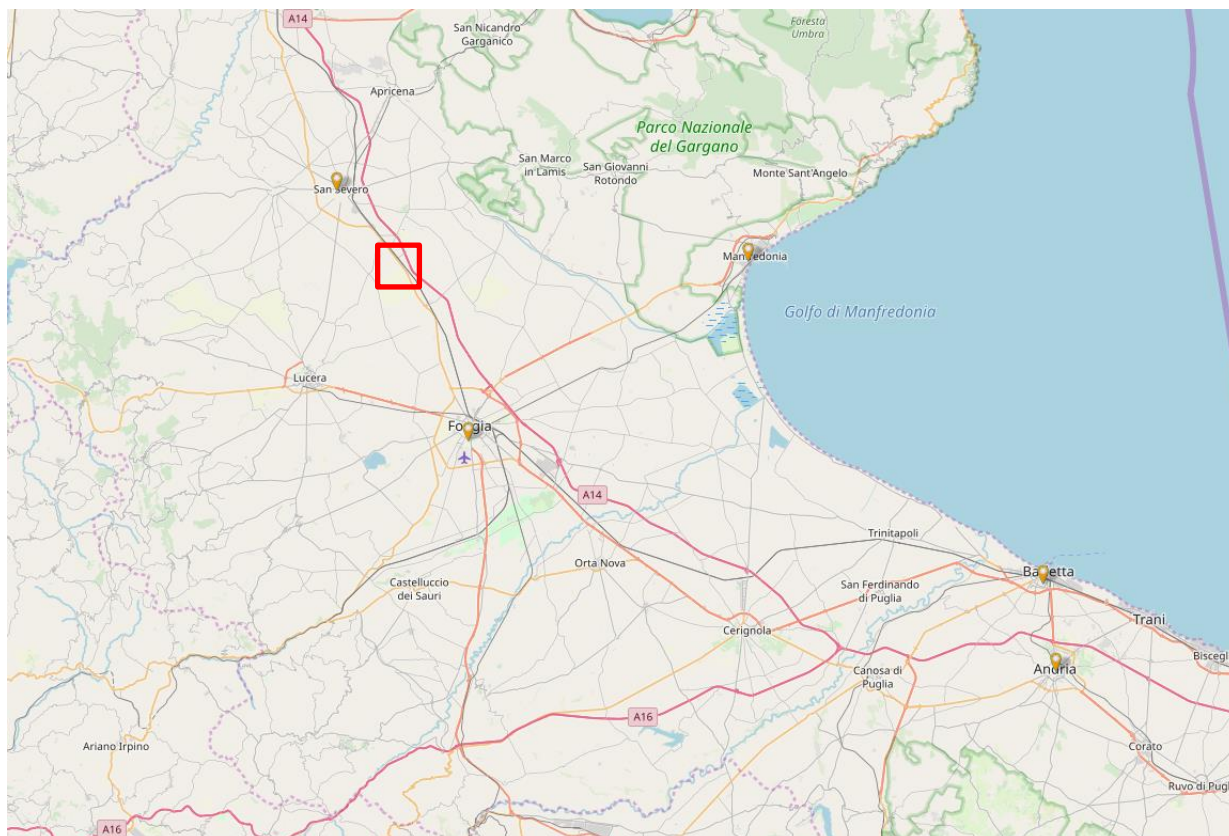 A14
San Nicandro
Garganico
Foresta
Umbra
Apricena
Parco Nazionale
del Gargano
San Marco
in Lamis
San Giovanni
Rotondo
Monte Sant'Angelo
San Severo
Manfredonia
Golfo di Manfredonia
Lucera
Foggia
A14
Trinitapoli
Orta Nova
Barletta
Castelluccio
dei Sauri
San Ferdinando
di Puglia
Trani
Cerignola
Bisceg
Canosa di
Puglia
Andria
A16
Ariano Irpino
Corato
Ruvo di Pugl
A16